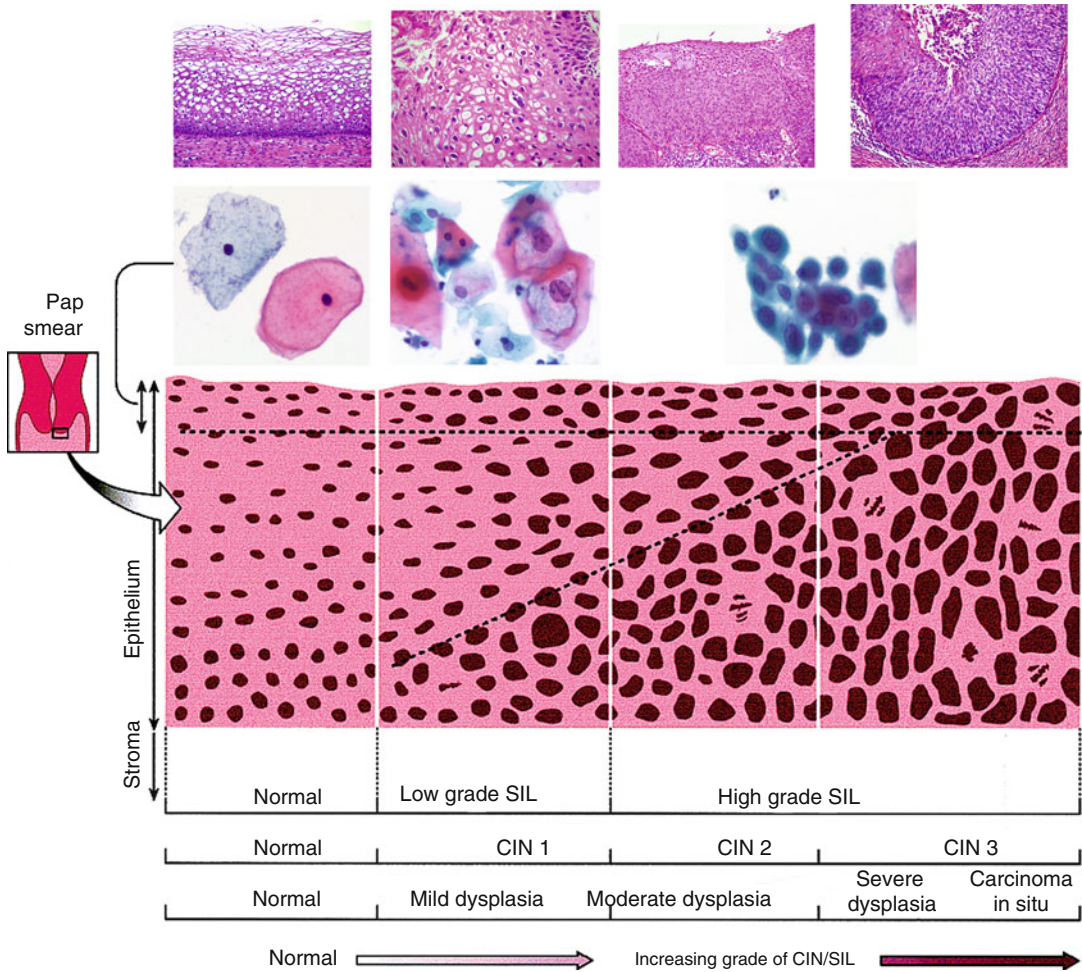 Pap
smear
Epithelium
Stroma
Normal Low grade SIL High grade SIL
Normal CIN 1 CIN 2 CIN 3
Normal Mild dysplasia Moderate dysplasia Severe dysplasia Carcinoma in situ
Normal Increasing grade of CIN/SIL